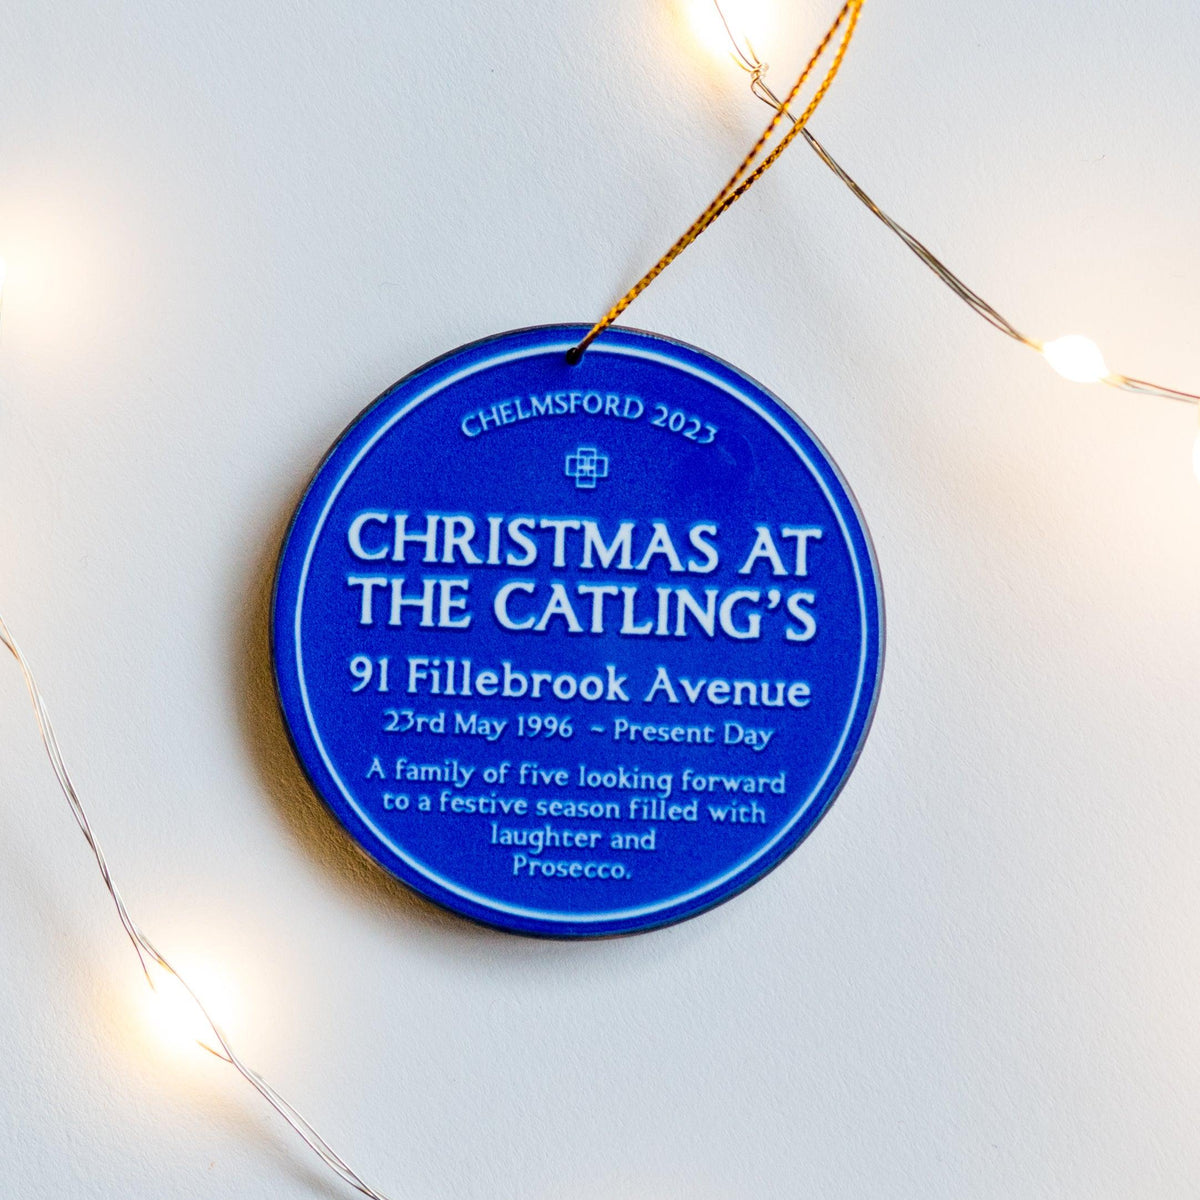 CHELMSFORD 2023
CHRISTMAS AT
THE CATLING'S
91 Fillebrook Avenue
23rd May 1996 ~ Present Day
A family of five looking forward
to a festive season filled with
laughter and
Prosecco.